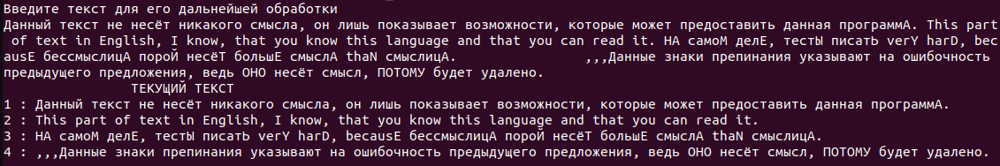 Введите текст для его дальнейшей обработки
Данный текст не несёт никакого смысла, он лишь показывает возможности, которые может предоставить данная программА. This part
 of text in English, I know, that you know this language and that you can read it. НА самоМ делЕ, тестЫ писатЬ verY harD, bec
ausE бессмыслицА пороЙ несёТ большЕ смыслА thaN смыслицА.                ,,,Данные знаки препинания указывают на ошибочность
предыдущего предложения, ведь ОНО несёт смысл, ПОТОМУ будет удалено.
ТЕКУЩИЙ ТЕКСТ
1 : Данный текст не несёт никакого смысла, он лишь показывает возможности, которые может предоставить данная программА.
2 : This part of text in English, I know, that you know this language and that you can read it.
3 : НА самоМ делЕ, тестЫ писатЬ verY harD, becausE бессмыслицА пороЙ несёТ большЕ смыслА thaN смыслицА.
4 : ,,,Данные знаки препинания указывают на ошибочность предыдущего предложения, ведь ОНО несёт смысл, ПОТОМУ будет удалено.